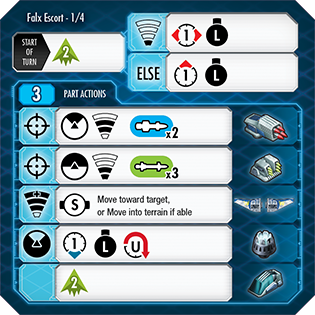 Falx Escort - 1/4
START OF TURN
2
1 L
ELSE 1 L
3 PART ACTIONS
x2
x3
S Move toward target,
or Move into terrain if able
1 L U
2